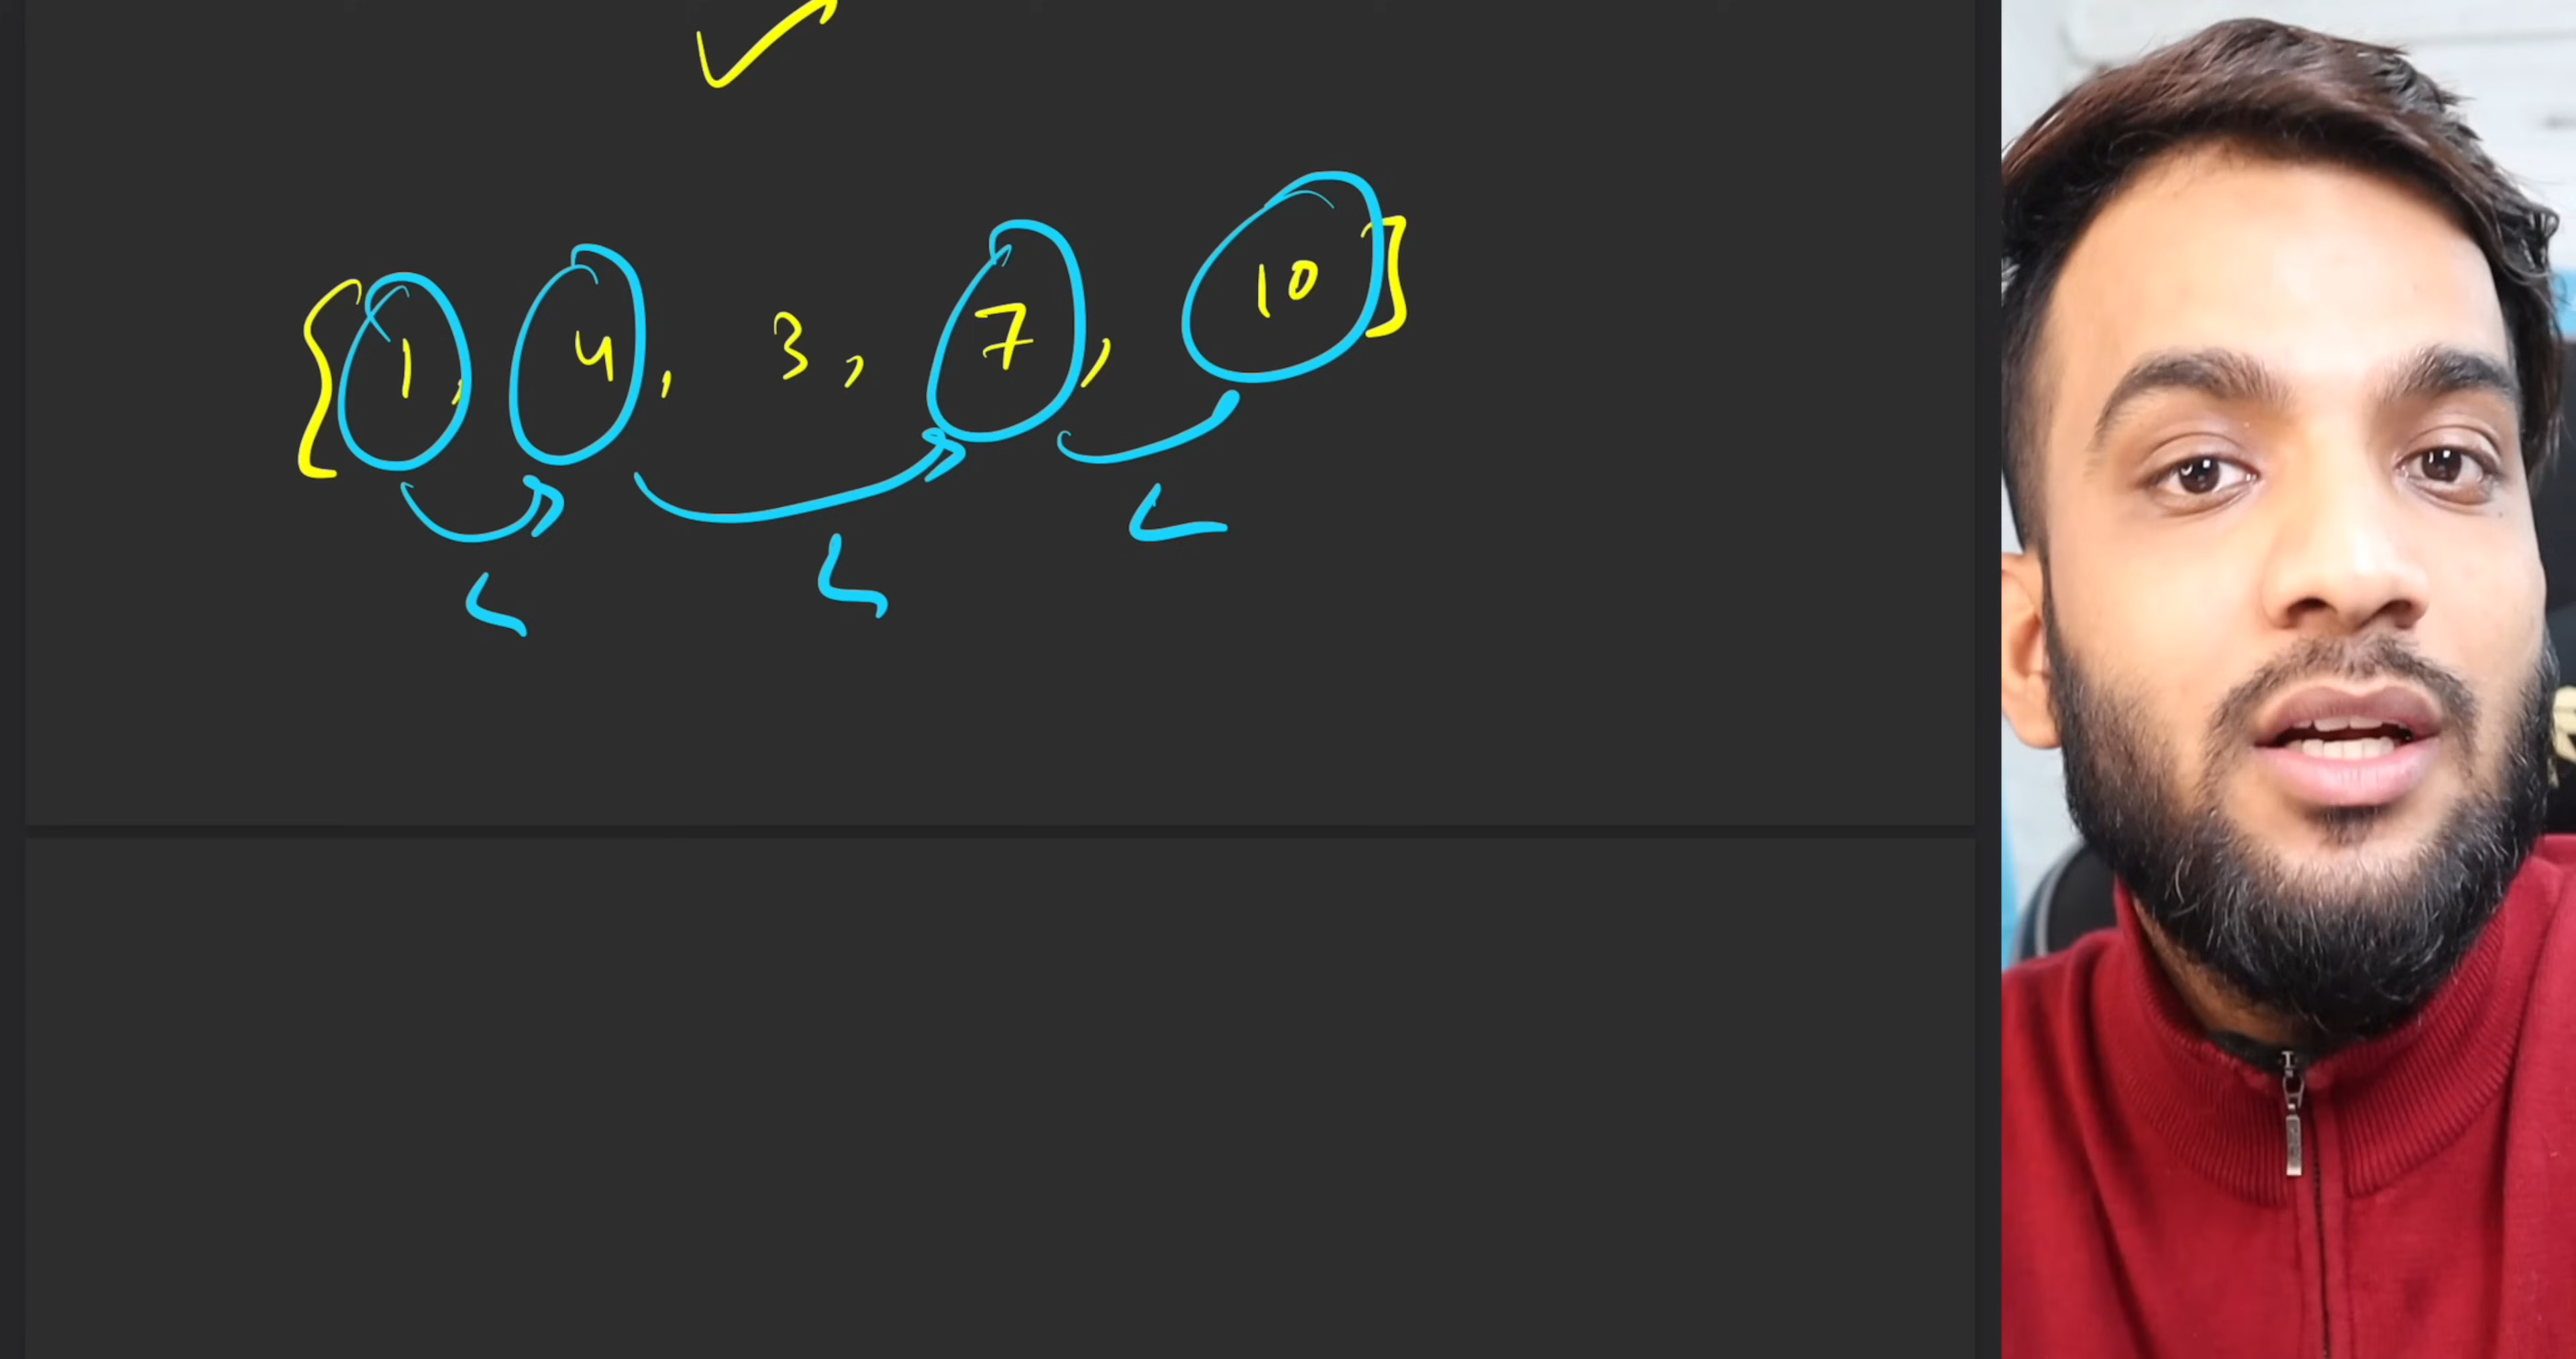 [1, 4, 3, 7, 10]
< < <